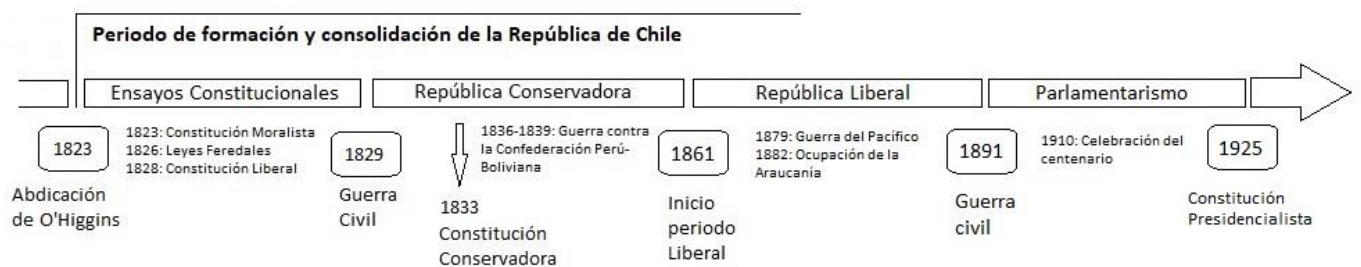 Periodo de formación y consolidación de la República de Chile
Ensayos Constitucionales
República Conservadora
República Liberal
Parlamentarismo
1823
Abdicación
de O'Higgins
1823: Constitución Moralista
1826: Leyes Feredales
1828: Constitución Liberal
1829
Guerra
Civil
1833
Constitución
Conservadora
1836-1839: Guerra contra
la Confederación Perú-
Boliviana
1861
Inicio
periodo
Liberal
1879: Guerra del Pacífico
1882: Ocupación de la
Araucanía
1891
Guerra
civil
1910: Celebración del
centenario
1925
Constitución
Presidencialista